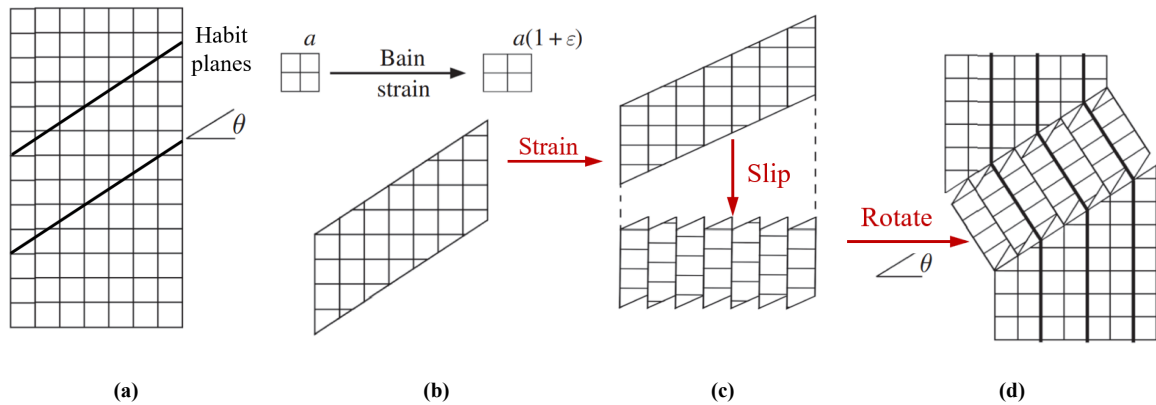 Habit
planes
θ
a
Bain
strain
a(1 + ε)
Strain
Slip
Rotate
θ
(a)
(b)
(c)
(d)